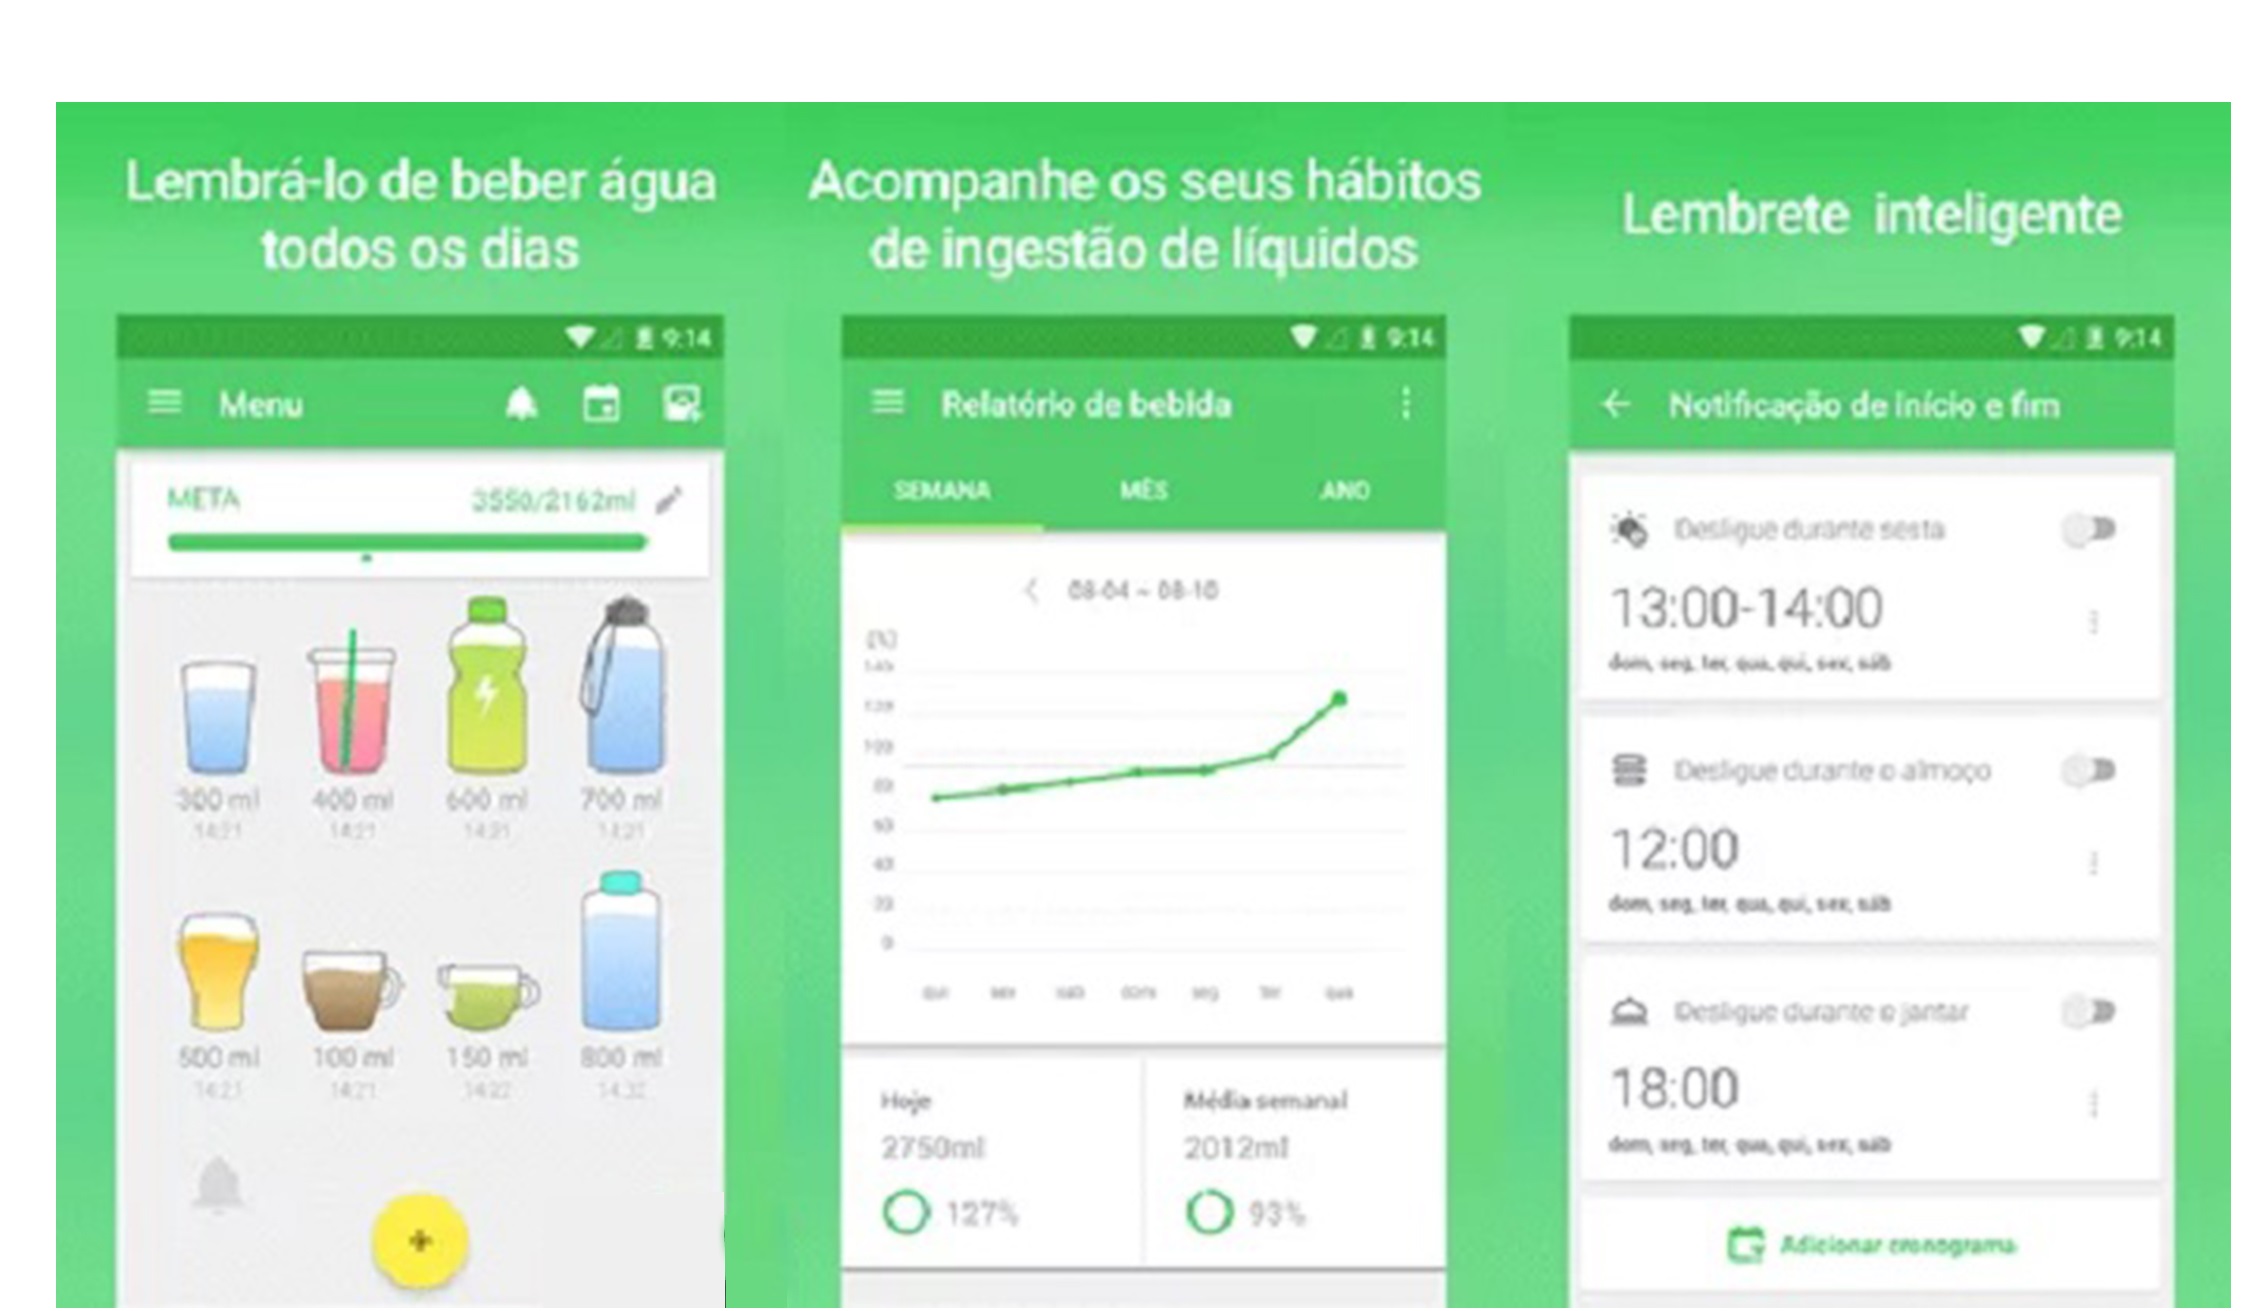 Lembrá-lo de beber água
todos os dias
9:14
Menu
META 3550/2162ml
300 ml 400 ml 600 ml 700 ml
14:21 14:21 14:21 14:21
500 ml 100 ml 150 ml 800 ml
14:21 14:21 14:22 14:32
+
Acompanhe os seus hábitos
de ingestão de líquidos
9:14
Relatório de bebida
SEMANA MÊS ANO
08-04 ~ 08-10
[%]
140
120
100
80
60
40
20
0
qui sex sáb dom seg ter qua
Hoje Média semanal
2750ml 2012ml
127% 93%
Lembrete inteligente
9:14
Notificação de início e fim
Desligue durante sesta
13:00-14:00
dom, seg, ter, qua, qui, sex, sáb
Desligue durante o almoço
12:00
dom, seg, ter, qua, qui, sex, sáb
Desligue durante o jantar
18:00
dom, seg, ter, qua, qui, sex, sáb
Adicionar cronograma